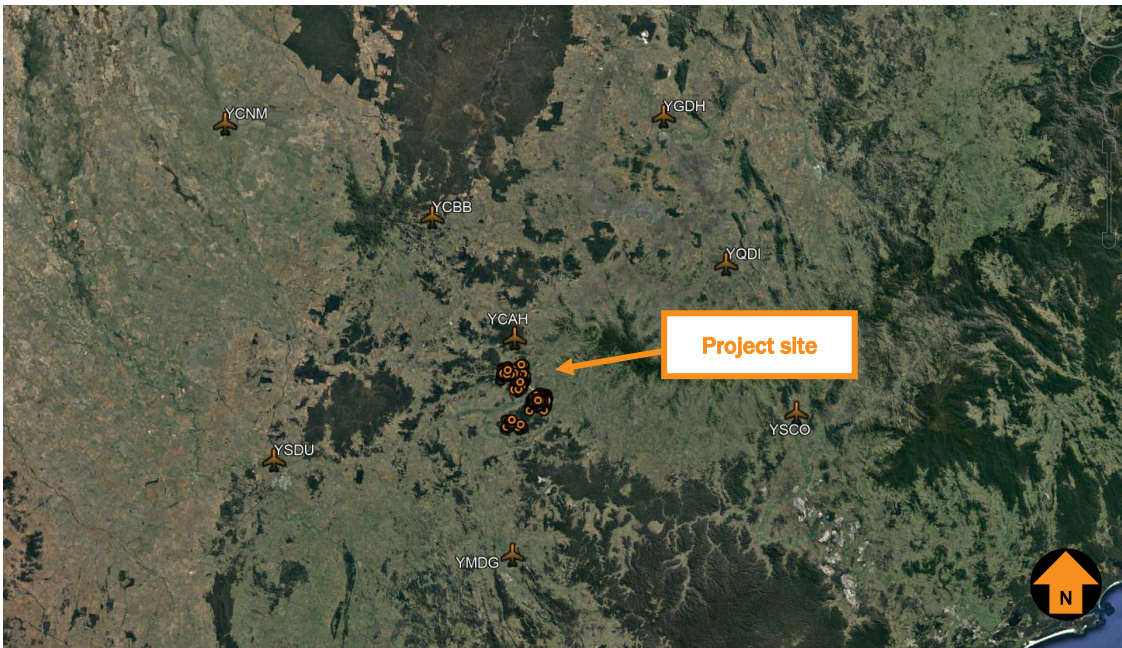 YCNM
YGDH
YCBB
YQDI
YCAH
Project site
YSCO
YSDU
YMDG
N